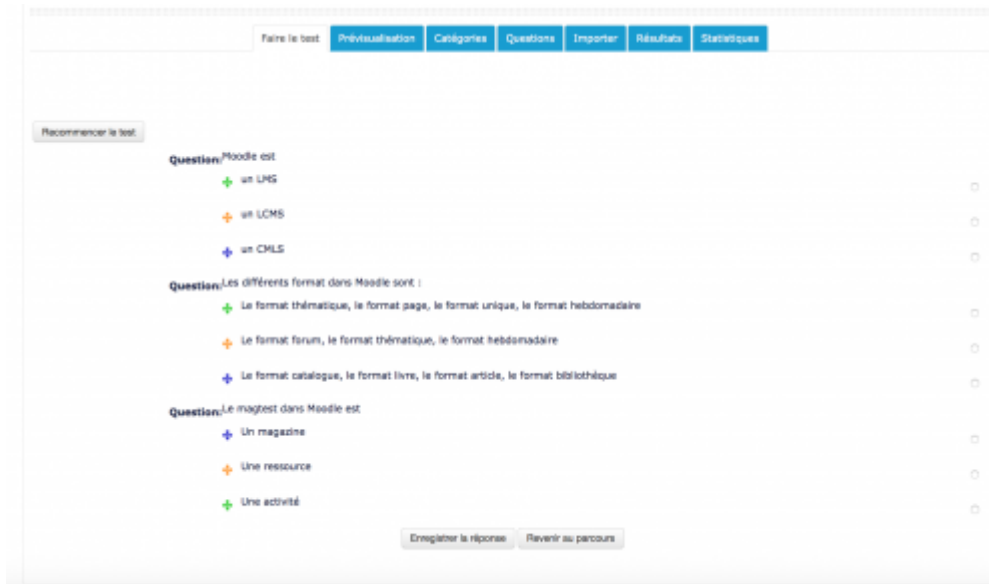 Faire le test Prévisualisation Catégories Questions Importer Résultats Statistiques
Recommencer le test
Question: Moodle est
un LMS
un LCMS
un CMLS
Question: Les différents format dans Moodle sont :
Le format thématique, le format page, le format unique, le format hebdomadaire
Le format forum, le format thématique, le format hebdomadaire
Le format catalogue, le format livre, le format article, le format bibliothèque
Question: Le magtest dans Moodle est
Un magazine
Une ressource
Une activité
Enregistrer la réponse Revenir au parcours